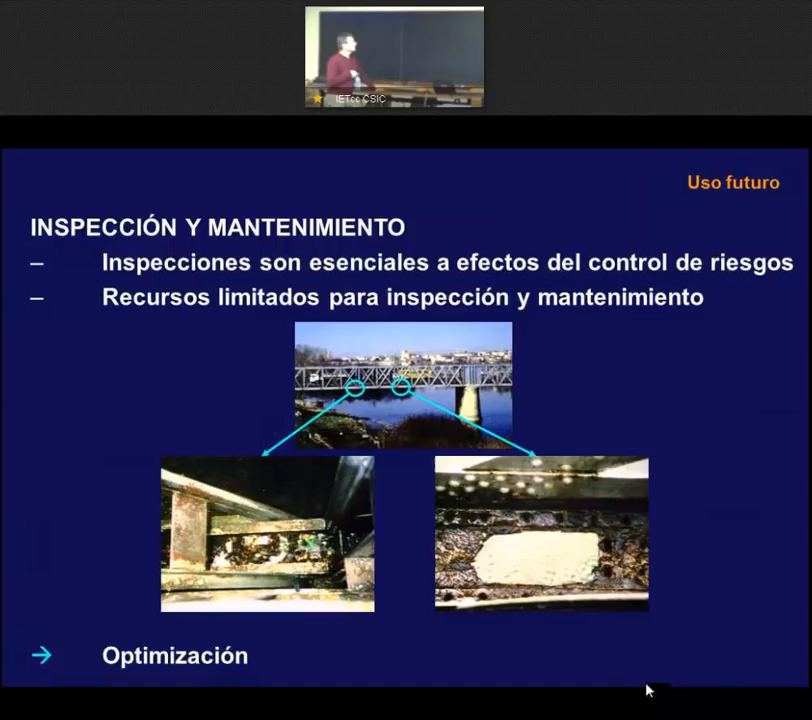 IETcc CSIC
Uso futuro
INSPECCIÓN Y MANTENIMIENTO
– Inspecciones son esenciales a efectos del control de riesgos
– Recursos limitados para inspección y mantenimiento
→ Optimización